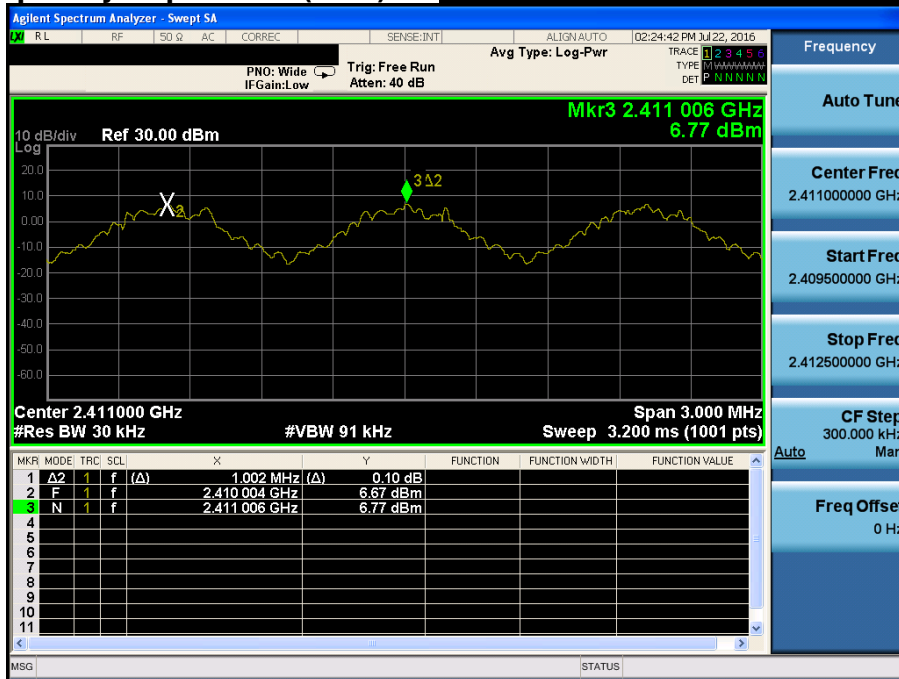 Agilent Spectrum Analyzer - Swept SA
LXI RL RF 50 Ω AC CORREC SENSE:INT ALIGN AUTO 02:24:42 PM Jul 22, 2016
Avg Type: Log-Pwr
PNO: Wide Trig: Free Run
IFGain:Low Atten: 40 dB
TRACE 1 2 3 4 5 6
TYPE M WWWWW
DET P N N N N N
Mkr3 2.411 006 GHz
6.77 dBm
10 dB/div Ref 30.00 dBm
Log
20.0
10.0
0.00
-10.0
-20.0
-30.0
-40.0
-50.0
-60.0
X2
3Δ2
Center 2.411000 GHz Span 3.000 MHz
#Res BW 30 kHz #VBW 91 kHz Sweep 3.200 ms (1001 pts)
MKR MODE TRC SCL X Y FUNCTION FUNCTION WIDTH FUNCTION VALUE
1 Δ2 1 f (Δ) 1.002 MHz (Δ) 0.10 dB
2 F 1 f 2.410 004 GHz 6.67 dBm
3 N 1 f 2.411 006 GHz 6.77 dBm
4
5
6
7
8
9
10
11
MSG STATUS
Frequency
Auto Tune
Center Freq
2.411000000 GHz
Start Freq
2.409500000 GHz
Stop Freq
2.412500000 GHz
CF Step
300.000 kHz
Auto Man
Freq Offset
0 Hz